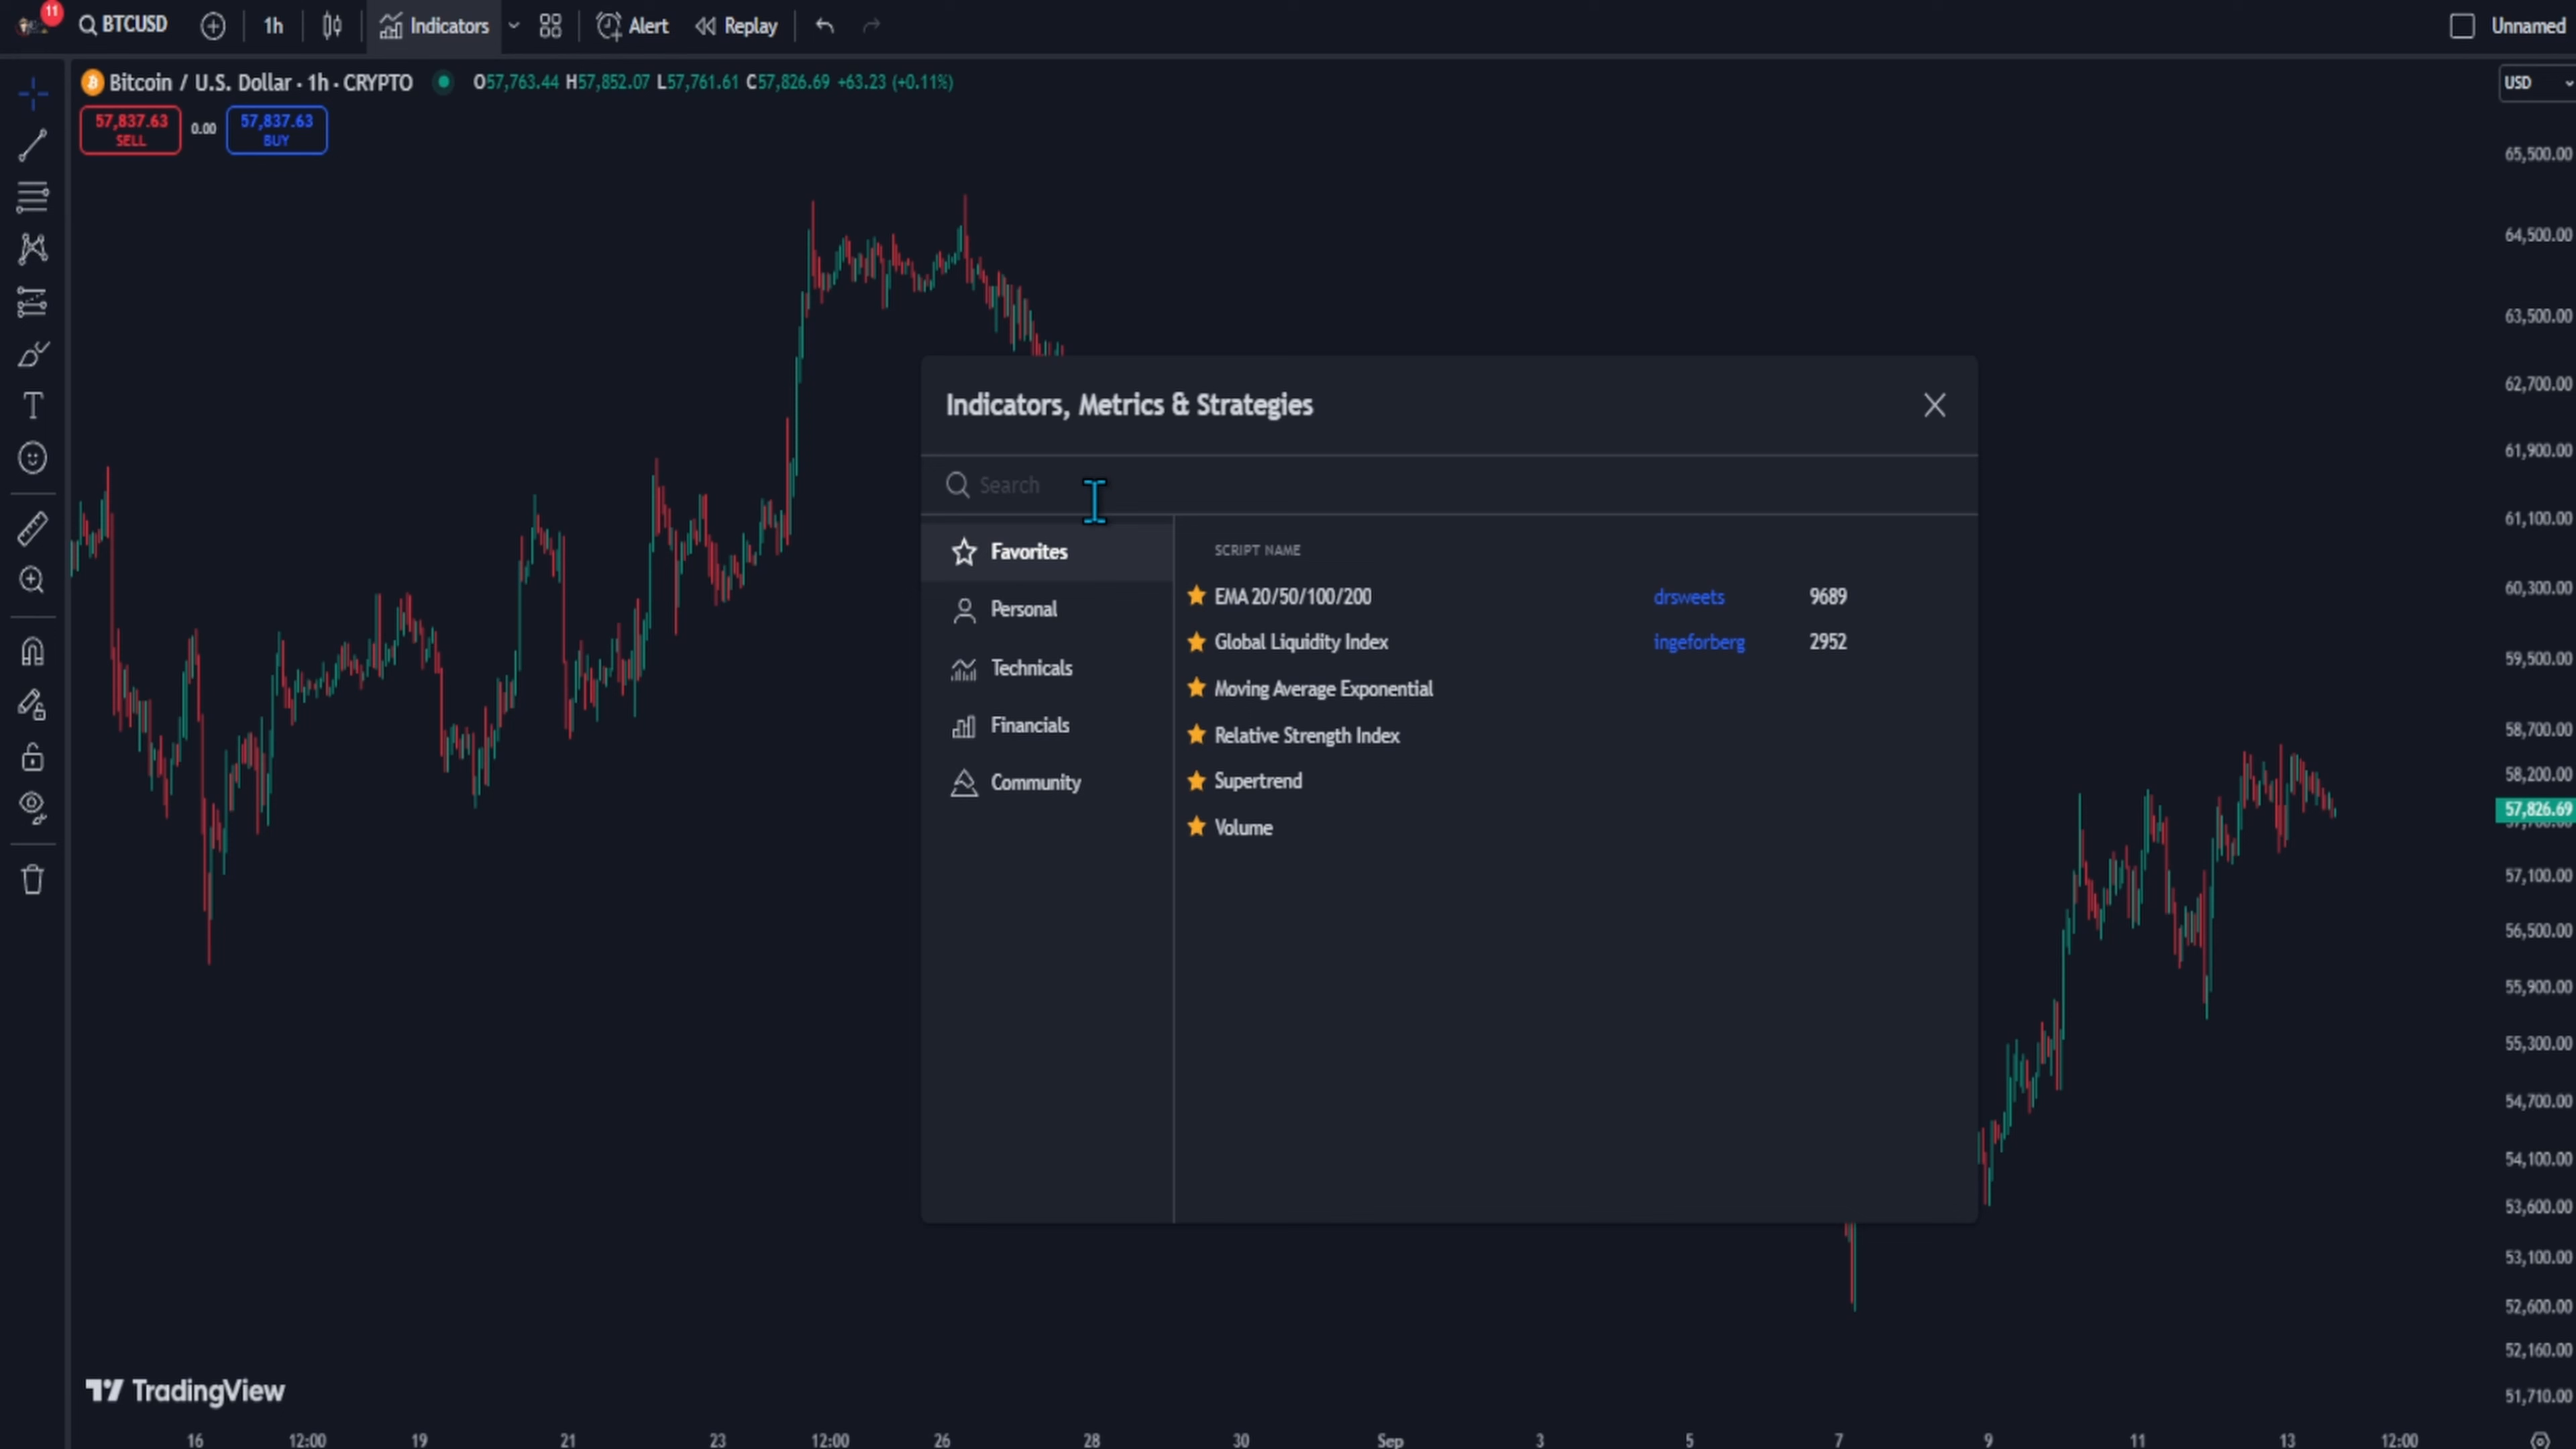 11
BTCUSD
1h
Indicators
Alert
Replay
Unnamed
Bitcoin / U.S. Dollar · 1h · CRYPTO
O57,763.44 H57,852.07 L57,761.61 C57,826.69 +63.23 (+0.11%)
USD
57,837.63
SELL
0.00
57,837.63
BUY
65,500.00
64,500.00
63,500.00
62,700.00
61,900.00
61,100.00
60,300.00
59,500.00
58,700.00
58,200.00
57,826.69
57,100.00
56,500.00
55,900.00
55,300.00
54,700.00
54,100.00
53,600.00
53,100.00
52,600.00
52,160.00
51,710.00
Indicators, Metrics & Strategies
Search
Favorites
Personal
Technicals
Financials
Community
SCRIPT NAME
EMA 20/50/100/200 drsweets 9689
Global Liquidity Index ingeforberg 2952
Moving Average Exponential
Relative Strength Index
Supertrend
Volume
TradingView
16 12:00 19 21 23 12:00 26 28 30 Sep 3 5 7 9 11 13 12:00